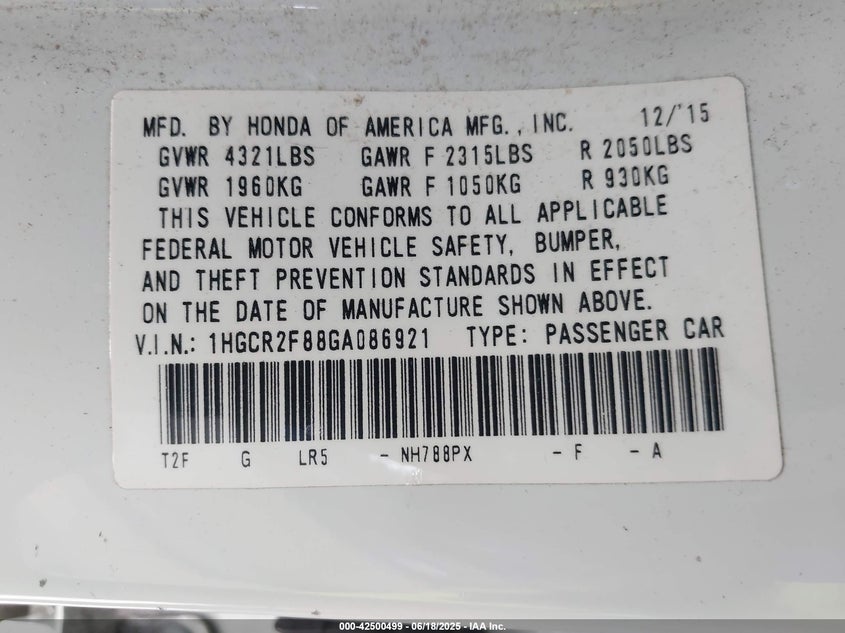 MFD. BY HONDA OF AMERICA MFG., INC. 12/'15
GVWR 4321LBS GAWR F 2315LBS R 2050LBS
GVWR 1960KG GAWR F 1050KG R 930KG
THIS VEHICLE CONFORMS TO ALL APPLICABLE
FEDERAL MOTOR VEHICLE SAFETY, BUMPER,
AND THEFT PREVENTION STANDARDS IN EFFECT
ON THE DATE OF MANUFACTURE SHOWN ABOVE.
V.I.N.: 1HGCR2F88GA086921 TYPE: PASSENGER CAR
T2F G LR5 - NH788PX - F - A
000-42500499 - 06/18/2025 - IAA Inc.